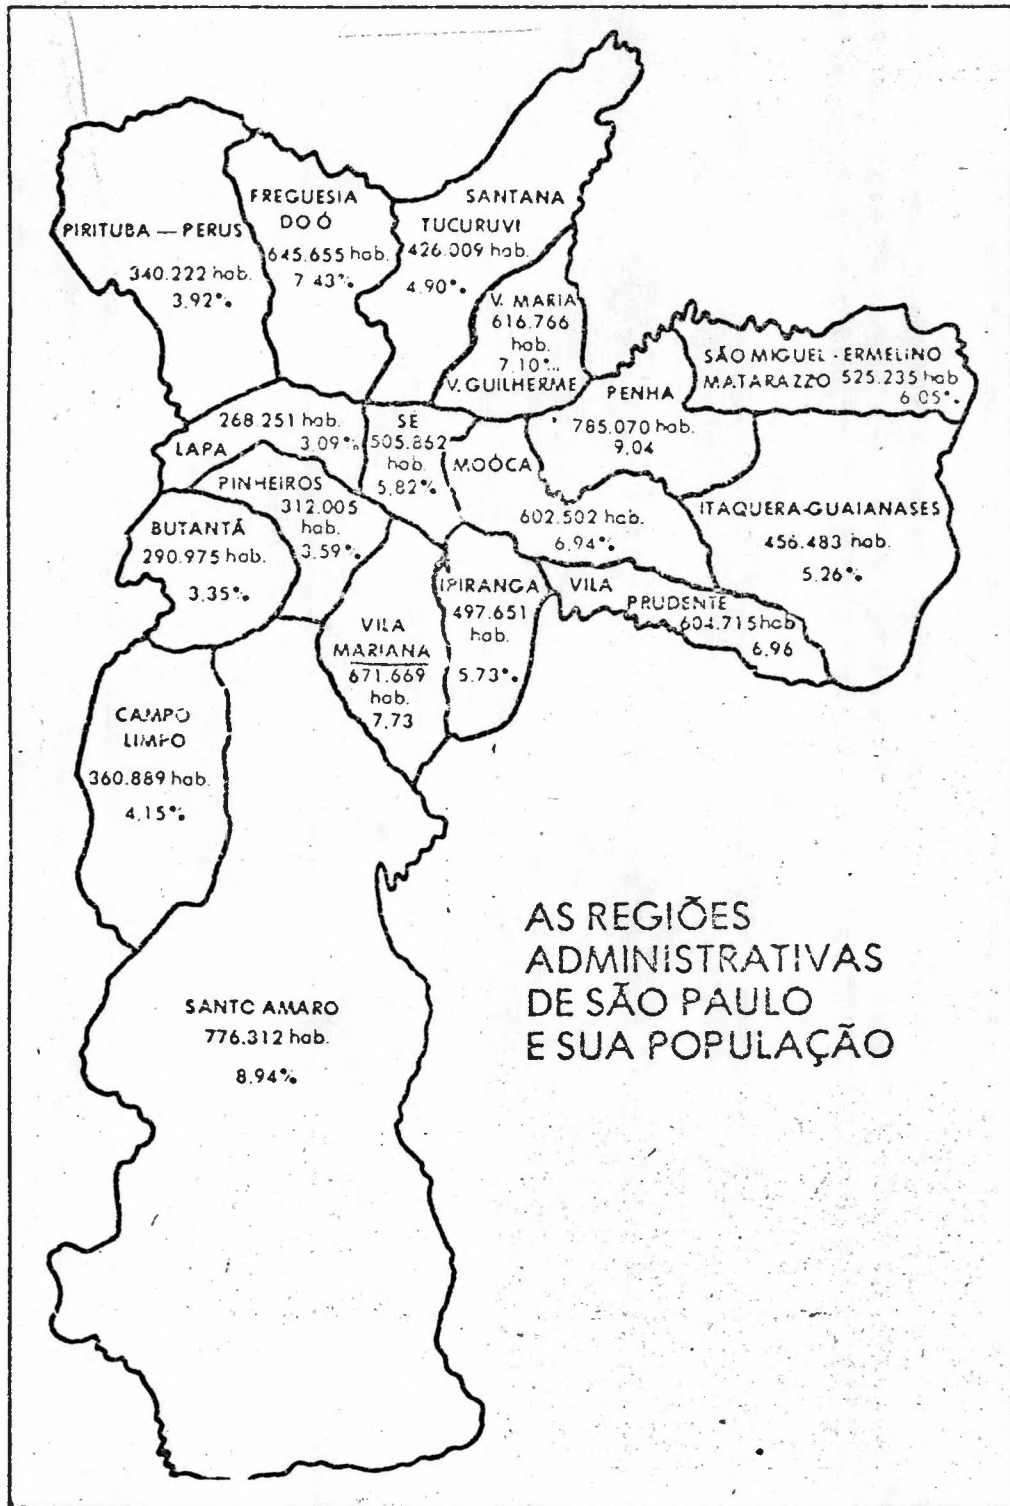 PIRITUBA — PERUS
340.222 hab.
3.92%
FREGUESIA
DO Ó
645.655 hab.
7.43%
SANTANA
TUCURUVI
426.009 hab.
4.90%
V. MARIA
616.766
hab.
7.10%
V. GUILHERME
PENHA
785.070 hab.
9.04
SÃO MIGUEL - ERMELINO
MATARAZZO 525.235 hab
6.05%
268.251 hab.
3.09%
LAPA
SÉ
505.862
hab.
5.82%
MOÓCA
602.502 hab.
6.94%
ITAQUERA-GUAIANASES
456.483 hab.
5.26%
PINHEIROS
312.005
hab.
3.59%
BUTANTÃ
290.975 hab.
3.35%
VILA
MARIANA
671.669
hab.
7.73
IPIRANGA
497.651
hab.
5.73%
VILA
PRUDENTE
604.715 hab
6.96
CAMPO
LIMPO
360.889 hab.
4.15%
SANTO AMARO
776.312 hab.
8.94%
AS REGIÕES
ADMINISTRATIVAS
DE SÃO PAULO
E SUA POPULAÇÃO